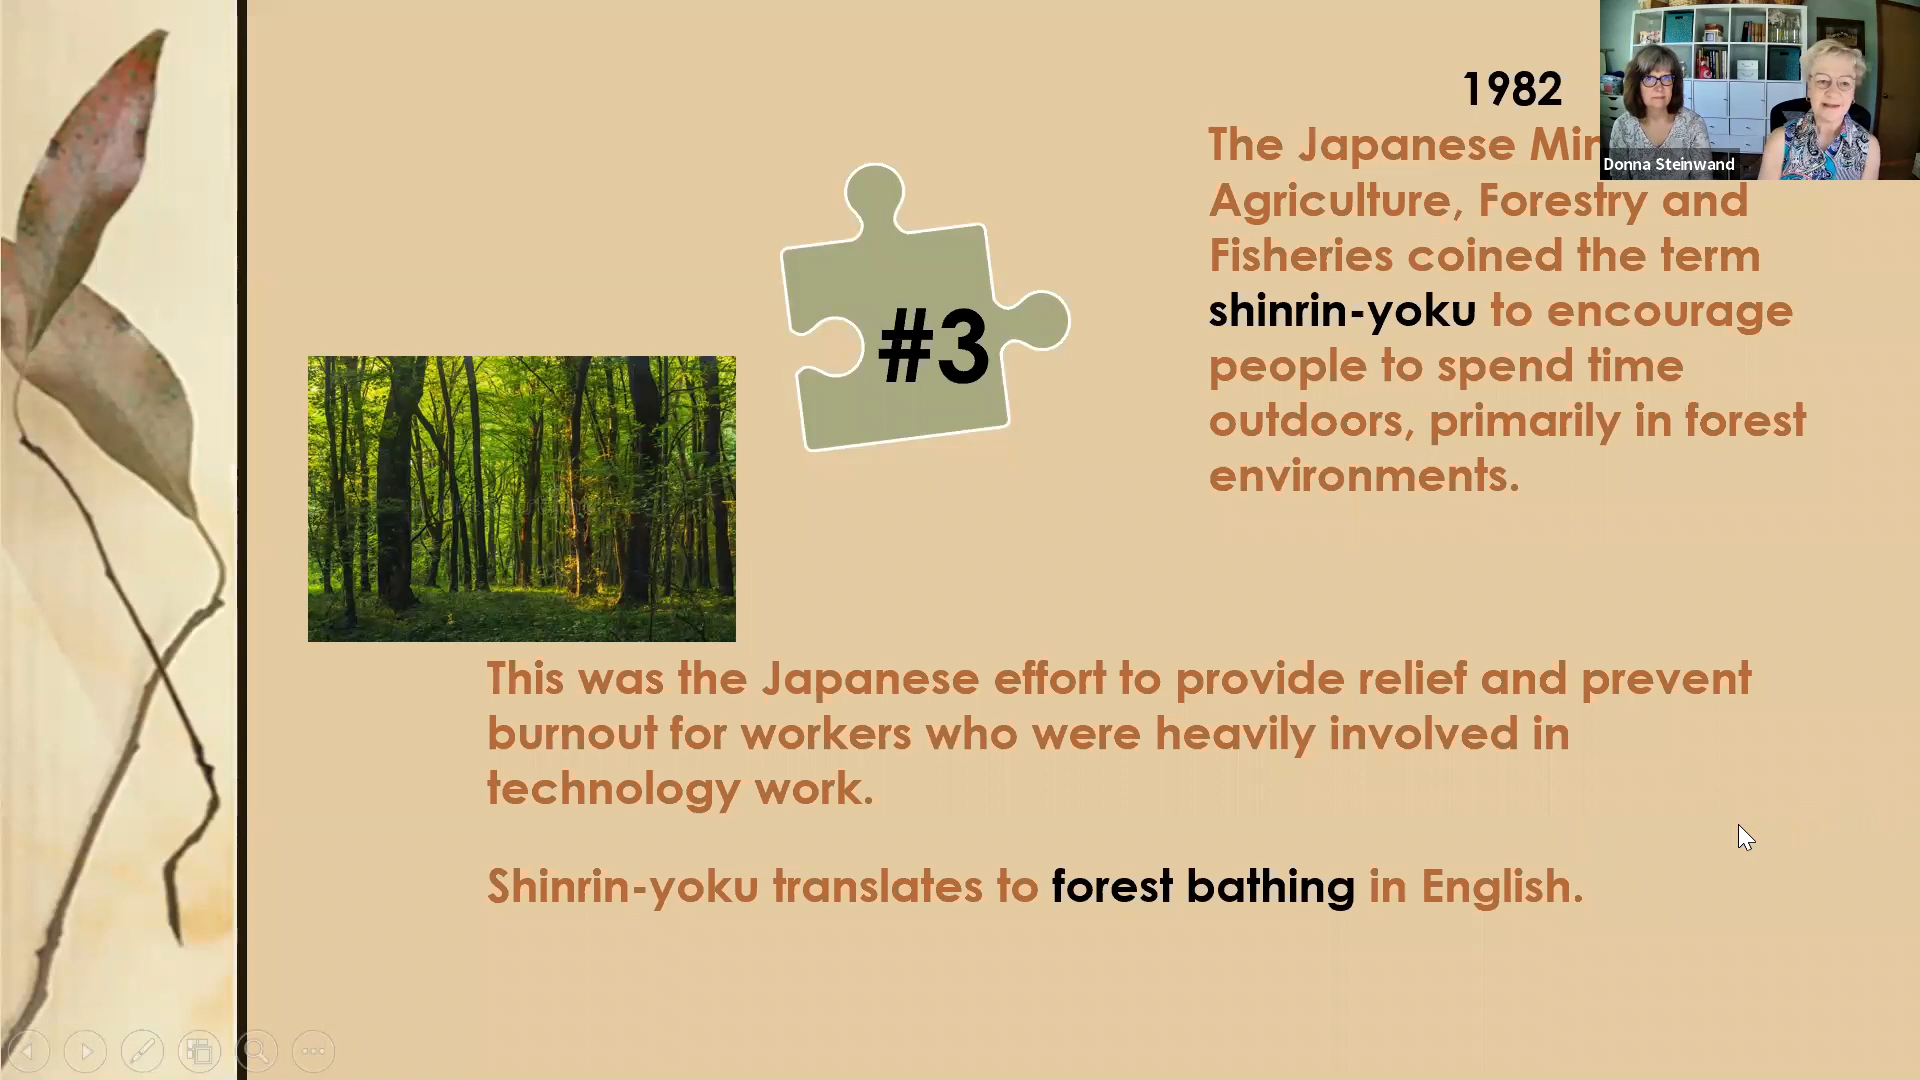 1982
The Japanese
Agriculture, Forestry and
Fisheries coined the term
shinrin-yoku to encourage
people to spend time
outdoors, primarily in forest
environments.
#3
This was the Japanese effort to provide relief and prevent
burnout for workers who were heavily involved in
technology work.
Shinrin-yoku translates to forest bathing in English.
Donna Steinwand